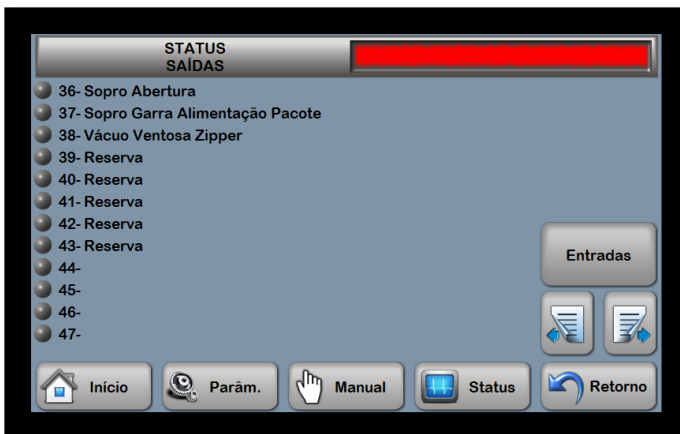 STATUS
SAÍDAS
36- Sopro Abertura
37- Sopro Garra Alimentação Pacote
38- Vácuo Ventosa Zipper
39- Reserva
40- Reserva
41- Reserva
42- Reserva
43- Reserva
44-
45-
46-
47-
Entradas
Início
Parâm.
Manual
Status
Retorno